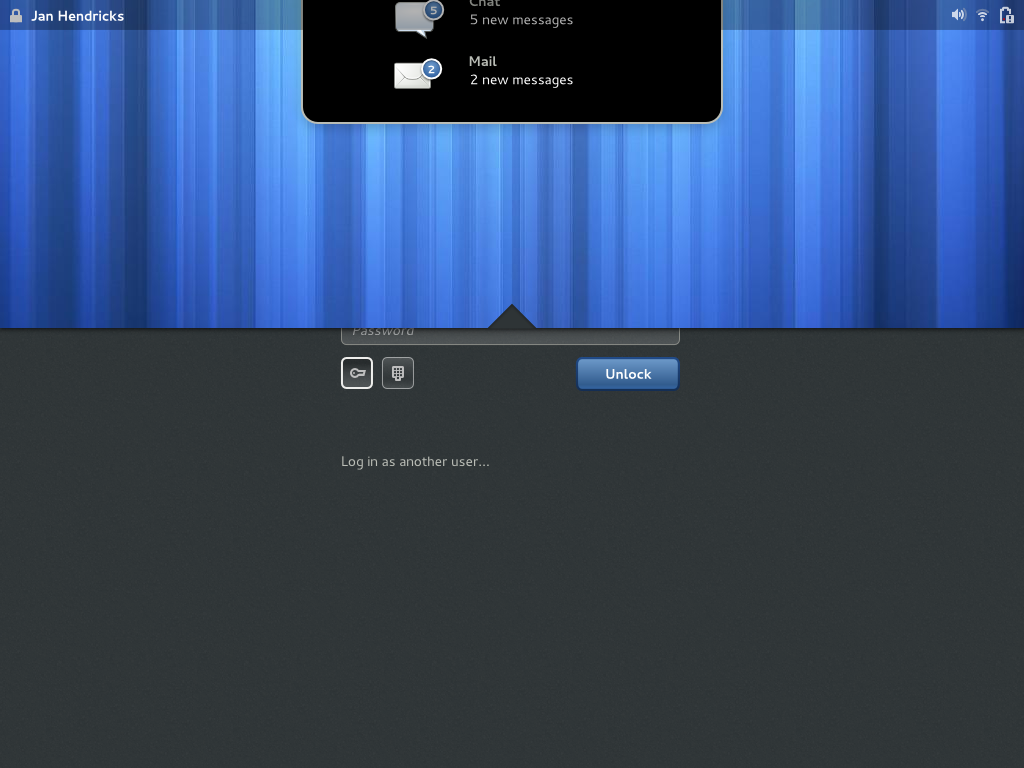 Jan Hendricks
Chat
5
5 new messages
Mail
2
2 new messages
Password
Unlock
Log in as another user...